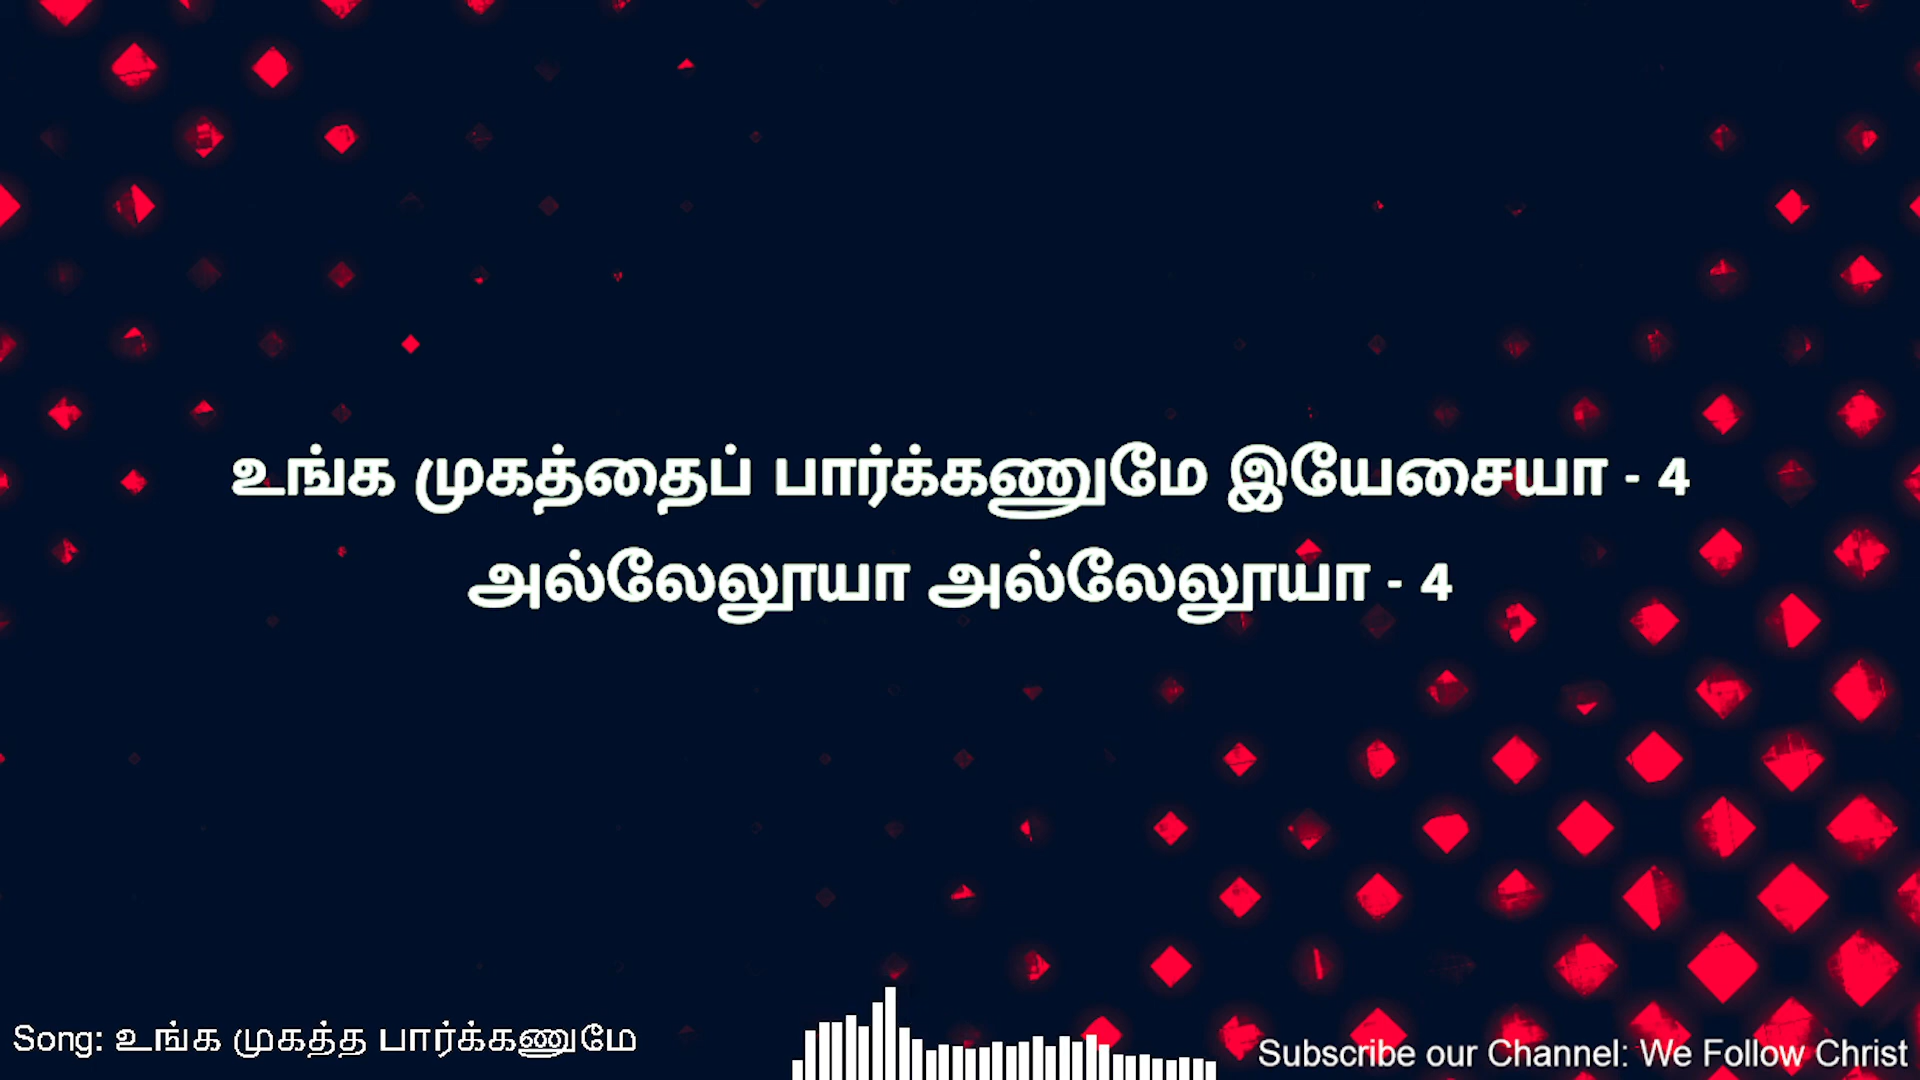 உங்க முகத்தைப் பார்க்கணுமே இயேசையா - 4
அல்லேலூயா அல்லேலூயா - 4
Song: உங்க முகத்த பார்க்கணுமே
Subscribe our Channel: We Follow Christ